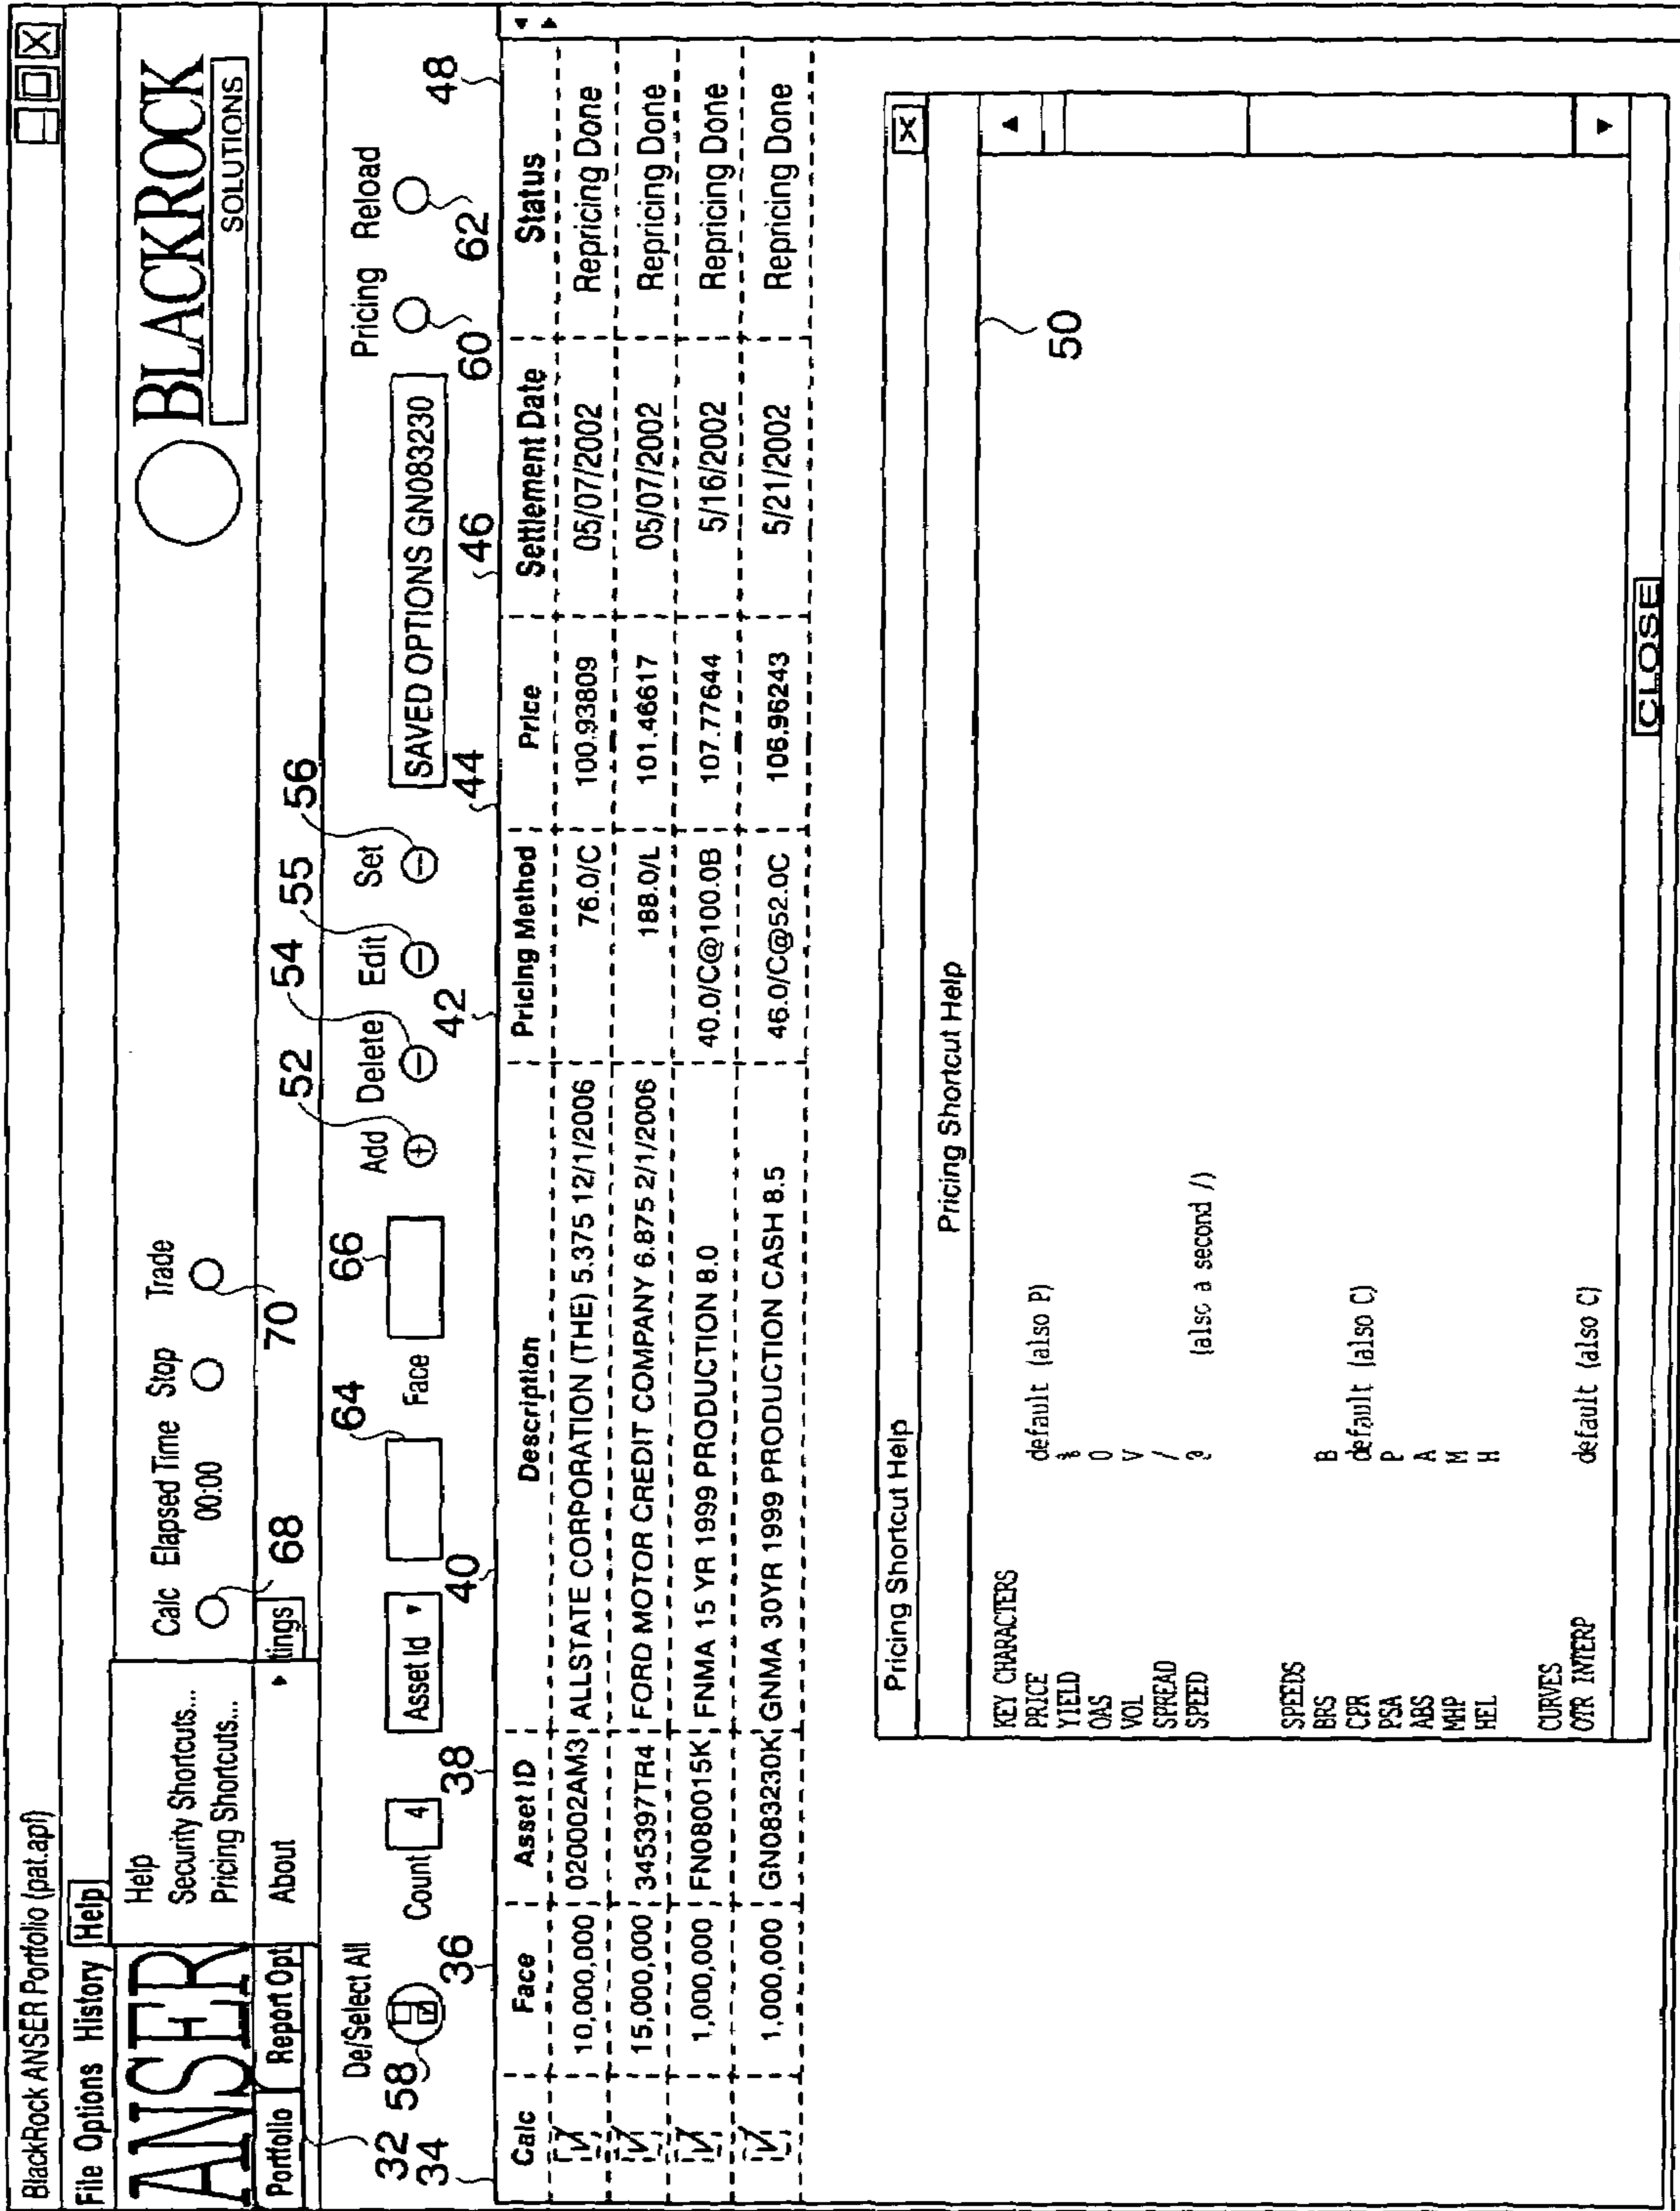 BlackRock ANSER Portfolio (pat.apf)
File Options History Help
ANSER
Help
Security Shortcuts...
Pricing Shortcuts...
About
Calc Elapsed Time Stop Trade
00:00
BLACKROCK
SOLUTIONS
Portfolio Report Opt tings
68 70
32 58 64 66 52 54 55 56
De/Select All Count 4 Asset Id Face Add Delete Edit Set SAVED OPTIONS GN083230 Pricing Reload
34 36 38 40 42 44 46 60 62 48
Calc Face Asset ID Description Pricing Method Price Settlement Date Status
10,000,000 020002AM3 ALLSTATE CORPORATION (THE) 5.375 12/1/2006 76.0/C 100.93809 05/07/2002 Repricing Done
15,000,000 345397TR4 FORD MOTOR CREDIT COMPANY 6.875 2/1/2006 188.0/L 101.46617 05/07/2002 Repricing Done
1,000,000 FN080015K FNMA 15 YR 1999 PRODUCTION 8.0 40.0/C@100.0B 107.77644 5/16/2002 Repricing Done
1,000,000 GN083230K GNMA 30YR 1999 PRODUCTION CASH 8.5 46.0/C@52.0C 106.96243 5/21/2002 Repricing Done
Pricing Shortcut Help
Pricing Shortcut Help
50
KEY CHARACTERS
PRICE default (also P)
YIELD %
OAS O
VOL V
SPREAD /
SPEED @ (also a second /)
SPEEDS
BRS B
CPR default (also C)
PSA P
ABS A
MHP M
HEL H
CURVES
OTR INTERP default (also C)
CLOSE